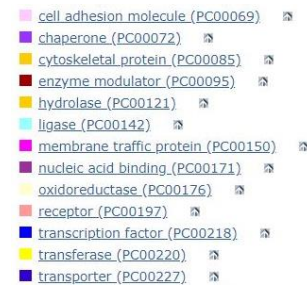 cell adhesion molecule (PC00069)
chaperone (PC00072)
cytoskeletal protein (PC00085)
enzyme modulator (PC00095)
hydrolase (PC00121)
ligase (PC00142)
membrane traffic protein (PC00150)
nucleic acid binding (PC00171)
oxidoreductase (PC00176)
receptor (PC00197)
transcription factor (PC00218)
transferase (PC00220)
transporter (PC00227)